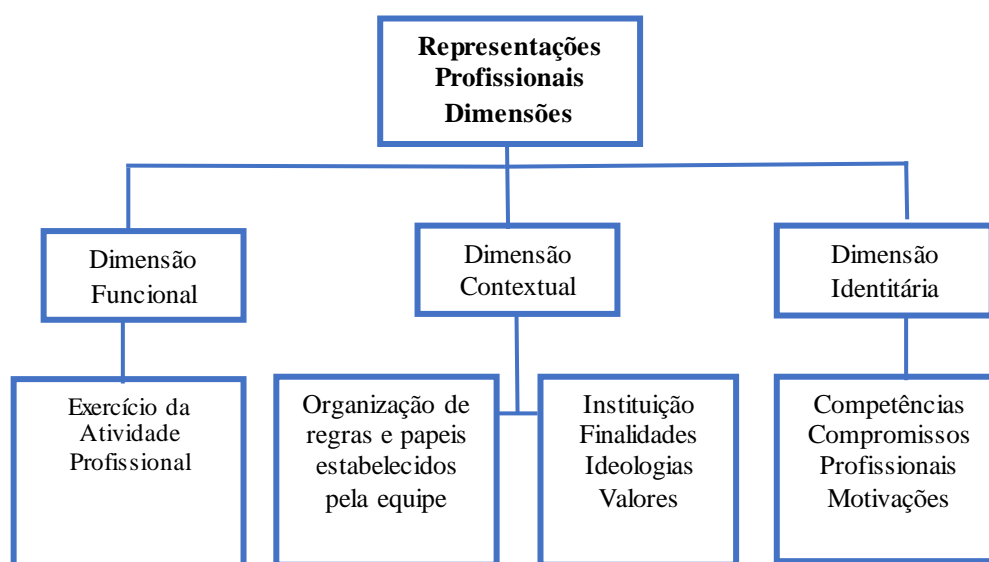 Representações
Profissionais
Dimensões
Dimensão
Funcional
Dimensão
Contextual
Dimensão
Identitária
Exercício da
Atividade
Profissional
Organização de
regras e papeis
estabelecidos
pela equipe
Instituição
Finalidades
Ideologias
Valores
Competências
Compromissos
Profissionais
Motivações